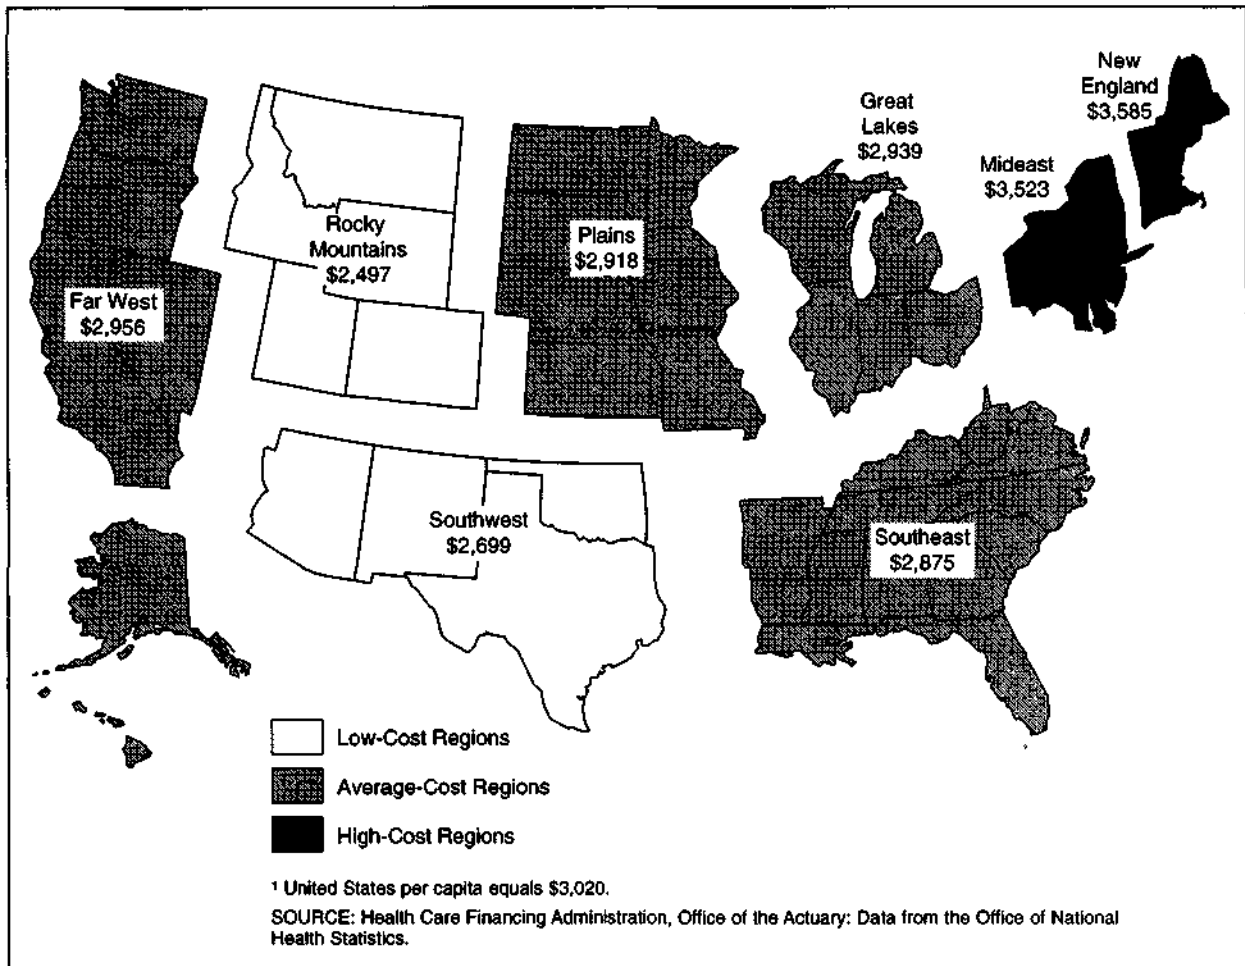 New
England
$3,585
Great
Lakes
$2,939
Mideast
$3,523
Rocky
Mountains
$2,497
Plains
$2,918
Far West
$2,956
Southwest
$2,699
Southeast
$2,875
Low-Cost Regions
Average-Cost Regions
High-Cost Regions
¹ United States per capita equals $3,020.
SOURCE: Health Care Financing Administration, Office of the Actuary: Data from the Office of National
Health Statistics.